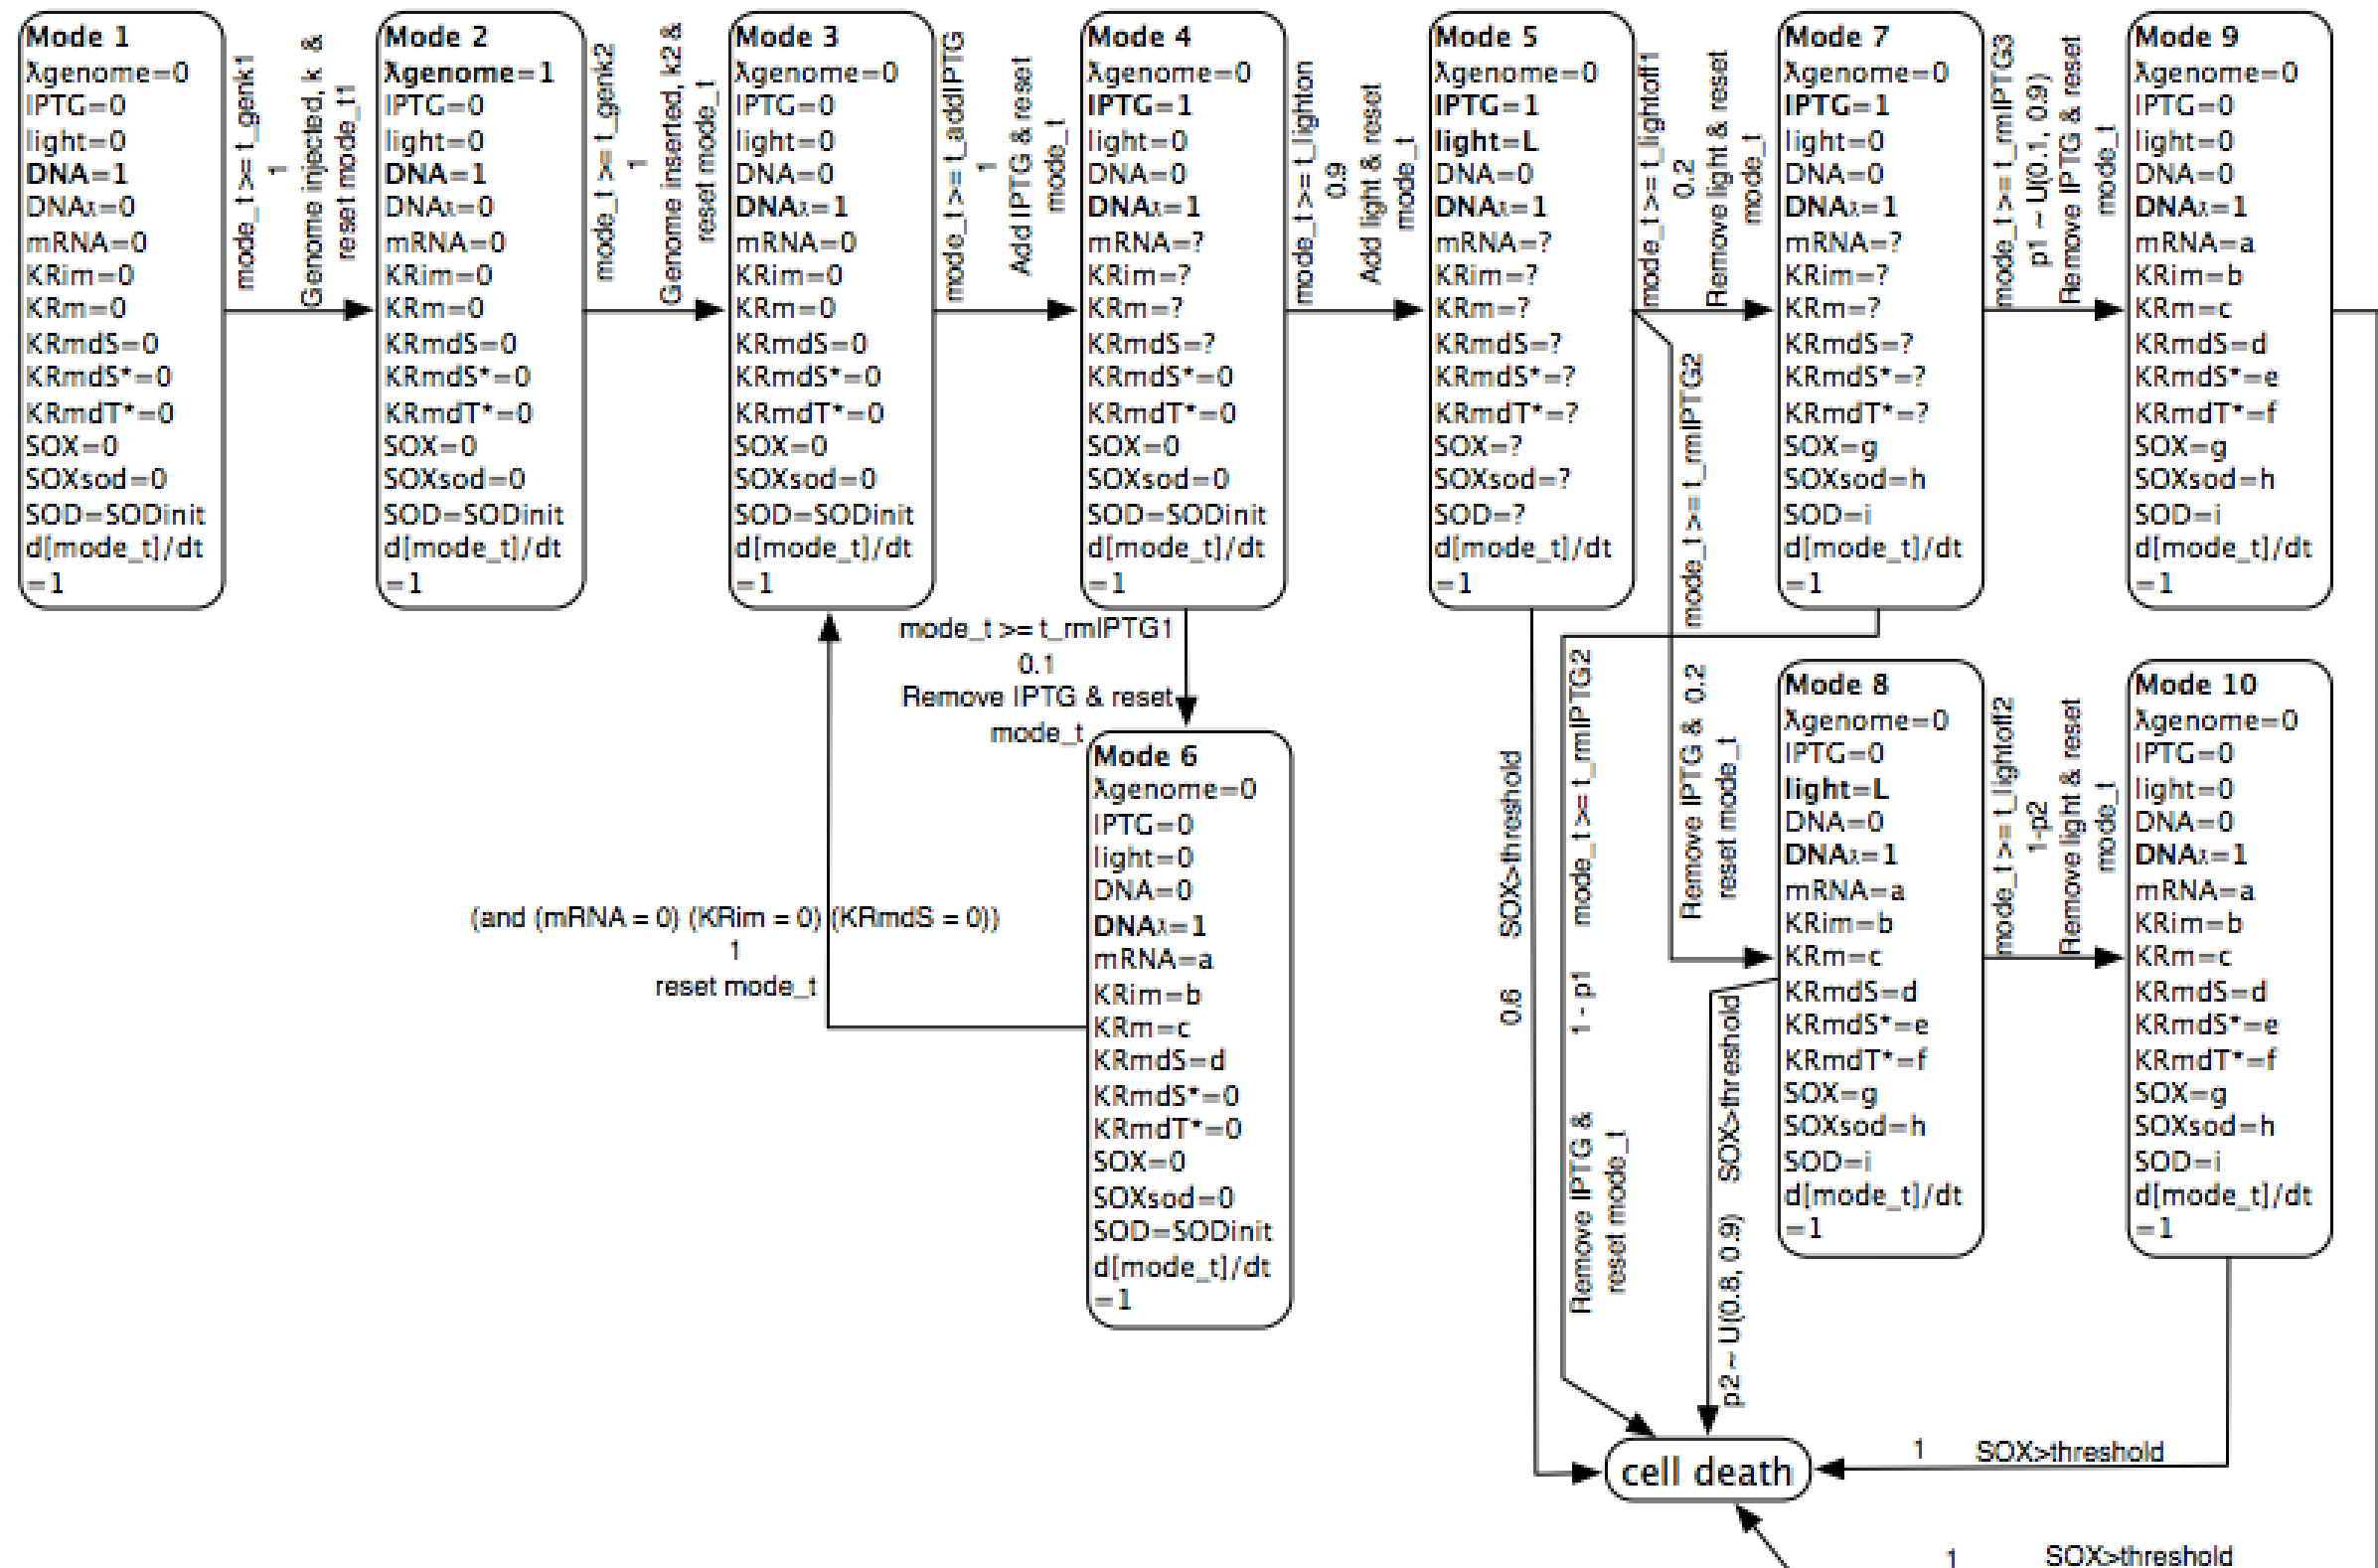 Mode 1
λgenome=0
IPTG=0
light=0
DNA=1
DNAλ=0
mRNA=0
KRim=0
KRm=0
KRmdS=0
KRmdS*=0
KRmdT*=0
SOX=0
SOXsod=0
SOD=SODinit
d[mode_t]/dt
=1
mode_t >= t_genk1
1
Genome injected, k &
reset mode_t1
Mode 2
λgenome=1
IPTG=0
light=0
DNA=1
DNAλ=0
mRNA=0
KRim=0
KRm=0
KRmdS=0
KRmdS*=0
KRmdT*=0
SOX=0
SOXsod=0
SOD=SODinit
d[mode_t]/dt
=1
mode_t >= t_genk2
1
Genome inserted, k2 &
reset mode_t
Mode 3
λgenome=0
IPTG=0
light=0
DNA=0
DNAλ=1
mRNA=0
KRim=0
KRm=0
KRmdS=0
KRmdS*=0
KRmdT*=0
SOX=0
SOXsod=0
SOD=SODinit
d[mode_t]/dt
=1
mode_t >= t_addIPTG
1
Add IPTG & reset
mode_t
Mode 4
λgenome=0
IPTG=1
light=0
DNA=0
DNAλ=1
mRNA=?
KRim=?
KRm=?
KRmdS=?
KRmdS*=0
KRmdT*=0
SOX=0
SOXsod=0
SOD=SODinit
d[mode_t]/dt
=1
mode_t >= t_lighton
0.9
Add light & reset
mode_t
Mode 5
λgenome=0
IPTG=1
light=L
DNA=0
DNAλ=1
mRNA=?
KRim=?
KRm=?
KRmdS=?
KRmdS*=?
KRmdT*=?
SOX=?
SOXsod=?
SOD=?
d[mode_t]/dt
=1
mode_t >= t_lightoff1
0.2
Remove light & reset
mode_t
Mode 7
λgenome=0
IPTG=1
light=0
DNA=0
DNAλ=1
mRNA=?
KRim=?
KRm=?
KRmdS=?
KRmdS*=?
KRmdT*=?
SOX=g
SOXsod=h
SOD=i
d[mode_t]/dt
=1
mode_t >= t_rmIPTG3
p1 ~ U(0.1, 0.9)
Remove IPTG & reset
mode_t
Mode 9
λgenome=0
IPTG=0
light=0
DNA=0
DNAλ=1
mRNA=a
KRim=b
KRm=c
KRmdS=d
KRmdS*=e
KRmdT*=f
SOX=g
SOXsod=h
SOD=i
d[mode_t]/dt
=1
mode_t >= t_rmIPTG1
0.1
Remove IPTG & reset
mode_t
Mode 6
λgenome=0
IPTG=0
light=0
DNA=0
DNAλ=1
mRNA=a
KRim=b
KRm=c
KRmdS=d
KRmdS*=0
KRmdT*=0
SOX=0
SOXsod=0
SOD=SODinit
d[mode_t]/dt
=1
(and (mRNA = 0) (KRim = 0) (KRmdS = 0))
1
reset mode_t
0.6 SOX>threshold
1 - p1 mode_t >= t_rmIPTG2
Remove IPTG &
reset mode_t
mode_t >= t_rmIPTG2
Remove IPTG & 0.2
reset mode_t
p2 ~ U(0.8, 0.9) SOX>threshold
Mode 8
λgenome=0
IPTG=0
light=L
DNA=0
DNAλ=1
mRNA=a
KRim=b
KRm=c
KRmdS=d
KRmdS*=e
KRmdT*=f
SOX=g
SOXsod=h
SOD=i
d[mode_t]/dt
=1
mode_t >= t_lightoff2
1-p2
Remove light & reset
mode_t
Mode 10
λgenome=0
IPTG=0
light=0
DNA=0
DNAλ=1
mRNA=a
KRim=b
KRm=c
KRmdS=d
KRmdS*=e
KRmdT*=f
SOX=g
SOXsod=h
SOD=i
d[mode_t]/dt
=1
cell death
1 SOX>threshold
1 SOX>threshold